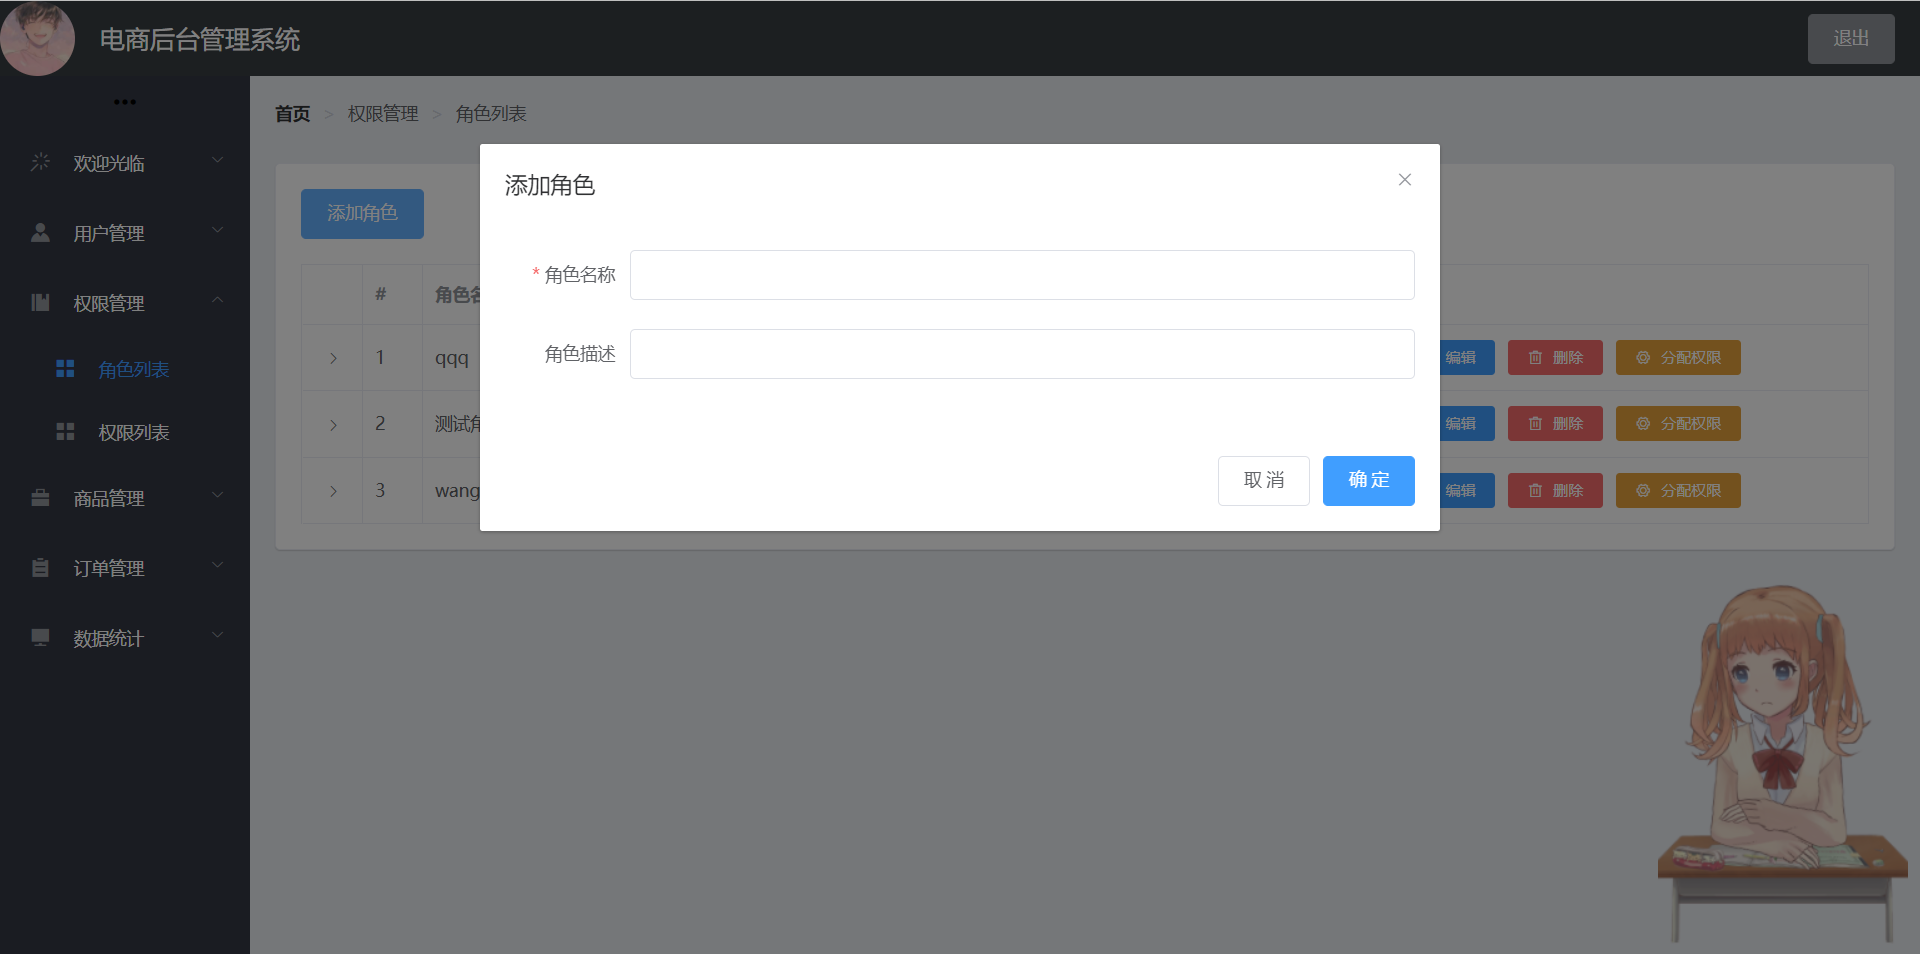 电商后台管理系统
退出
•••
首页 > 权限管理 > 角色列表
欢迎光临
用户管理
权限管理
角色列表
权限列表
商品管理
订单管理
数据统计
添加角色
# 角色名
1 qqq 编辑 删除 分配权限
2 测试角 编辑 删除 分配权限
3 wang 编辑 删除 分配权限
添加角色
* 角色名称
角色描述
取 消 确 定